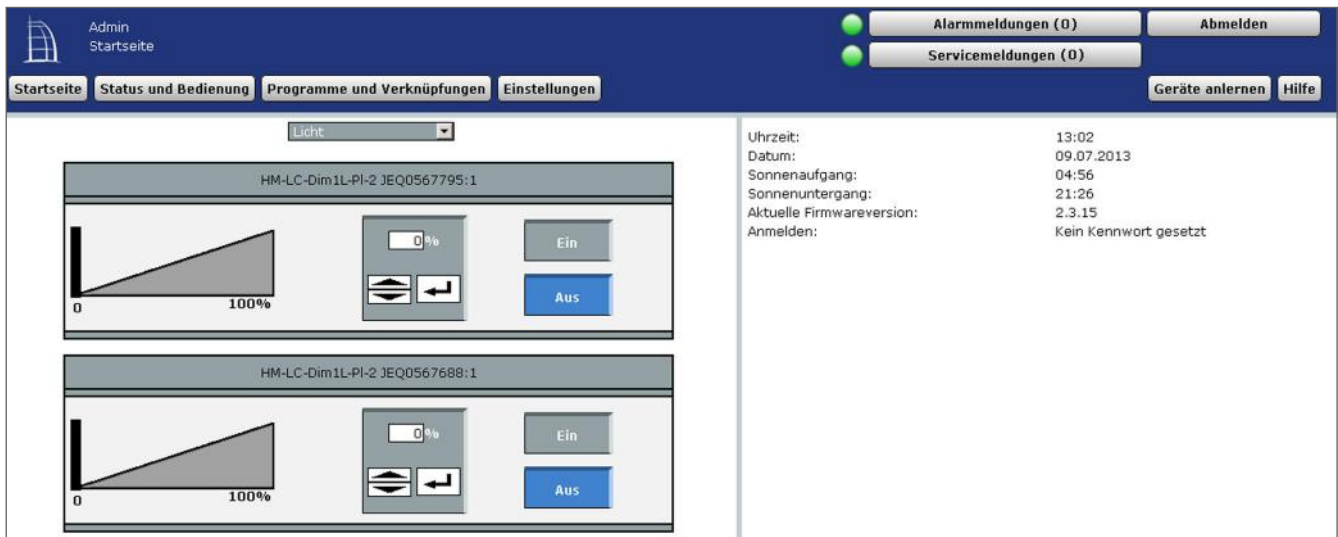 Admin
Startseite
Alarmmeldungen (0)
Abmelden
Servicemeldungen (0)
Startseite
Status und Bedienung
Programme und Verknüpfungen
Einstellungen
Geräte anlernen
Hilfe
Licht
HM-LC-Dim1L-Pl-2 JEQ0567795:1
0%
Ein
Aus
0
100%
HM-LC-Dim1L-Pl-2 JEQ0567688:1
0%
Ein
Aus
0
100%
Uhrzeit: 13:02
Datum: 09.07.2013
Sonnenaufgang: 04:56
Sonnenuntergang: 21:26
Aktuelle Firmwareversion: 2.3.15
Anmelden: Kein Kennwort gesetzt